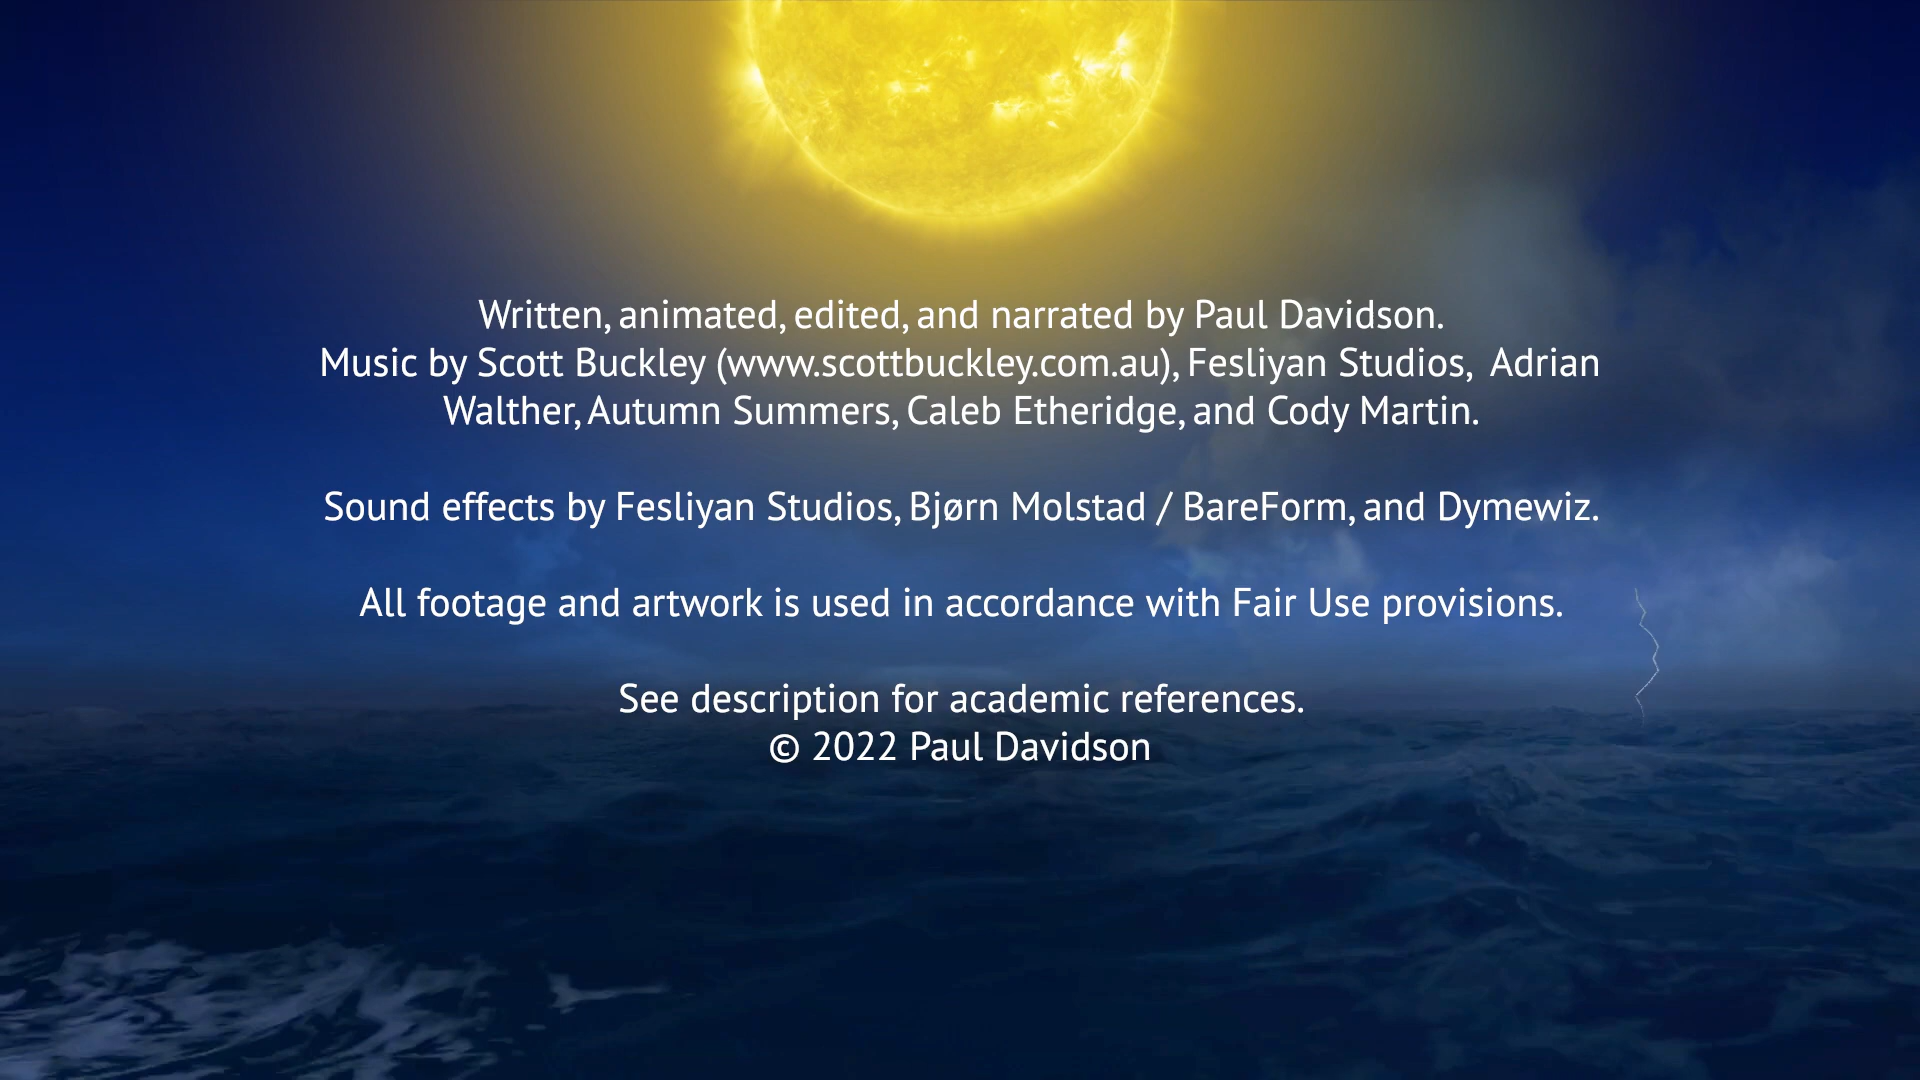 Written, animated, edited, and narrated by Paul Davidson.
Music by Scott Buckley (www.scottbuckley.com.au), Fesliyan Studios,  Adrian
Walther, Autumn Summers, Caleb Etheridge, and Cody Martin.
Sound effects by Fesliyan Studios, Bjørn Molstad / BareForm, and Dymewiz.
All footage and artwork is used in accordance with Fair Use provisions.
See description for academic references.
© 2022 Paul Davidson